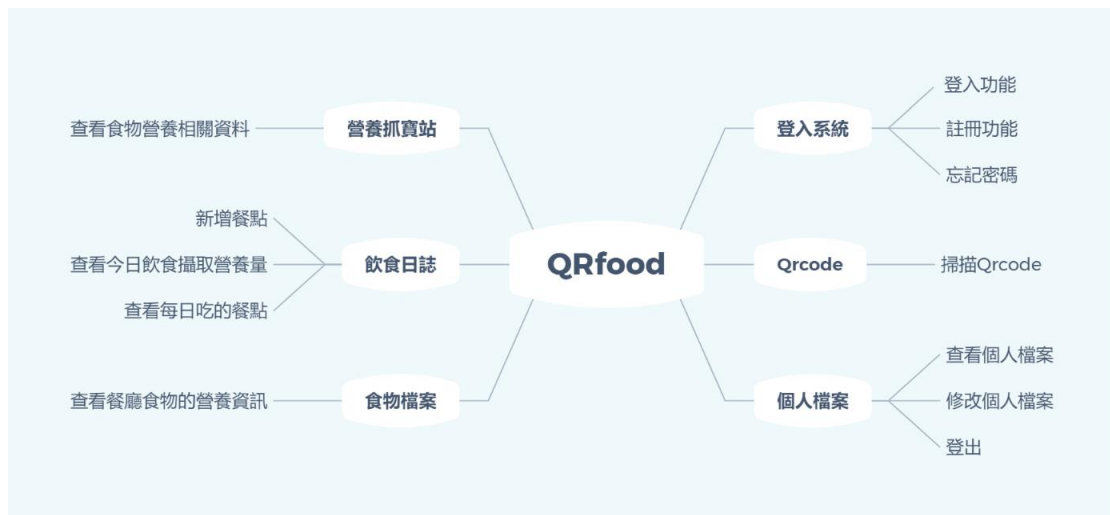 QRfood
營養抓寶站
查看食物營養相關資料
飲食日誌
新增餐點
查看今日飲食攝取營養量
查看每日吃的餐點
食物檔案
查看餐廳食物的營養資訊
登入系統
登入功能
註冊功能
忘記密碼
Qrcode
掃描Qrcode
個人檔案
查看個人檔案
修改個人檔案
登出